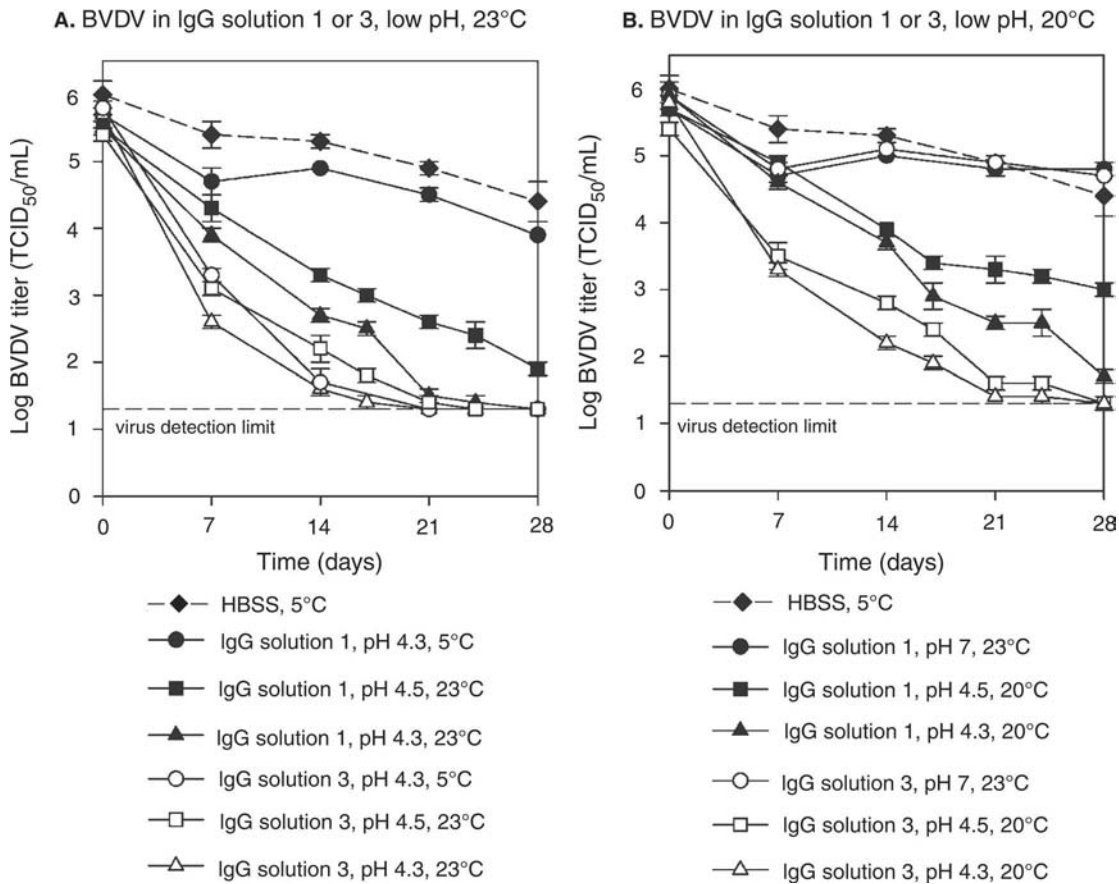 A. BVDV in IgG solution 1 or 3, low pH, 23°C
6
5
4
3
2
1
0
Log BVDV titer (TCID50/mL)
virus detection limit
0 7 14 21 28
Time (days)
HBSS, 5°C
IgG solution 1, pH 4.3, 5°C
IgG solution 1, pH 4.5, 23°C
IgG solution 1, pH 4.3, 23°C
IgG solution 3, pH 4.3, 5°C
IgG solution 3, pH 4.5, 23°C
IgG solution 3, pH 4.3, 23°C
B. BVDV in IgG solution 1 or 3, low pH, 20°C
6
5
4
3
2
1
0
Log BVDV titer (TCID50/mL)
virus detection limit
0 7 14 21 28
Time (days)
HBSS, 5°C
IgG solution 1, pH 7, 23°C
IgG solution 1, pH 4.5, 20°C
IgG solution 1, pH 4.3, 20°C
IgG solution 3, pH 7, 23°C
IgG solution 3, pH 4.5, 20°C
IgG solution 3, pH 4.3, 20°C